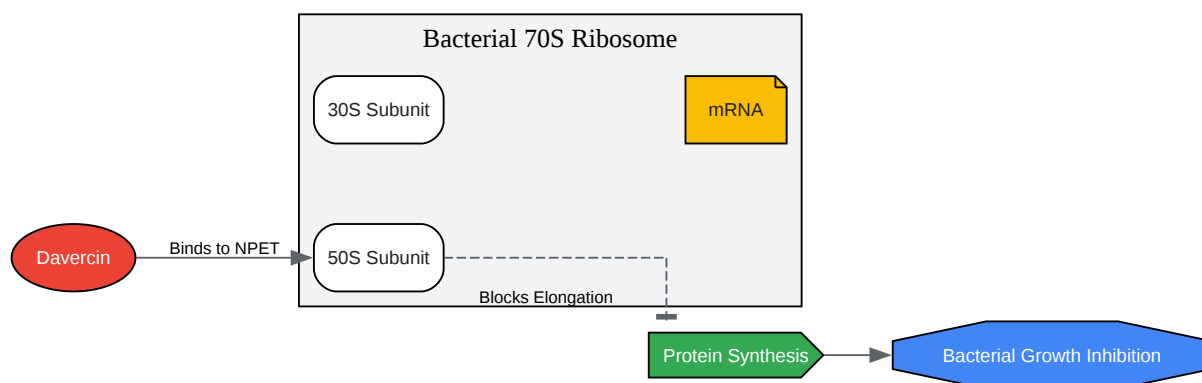 Bacterial 70S Ribosome
30S Subunit
mRNA
Davercin
Binds to NPET
50S Subunit
Blocks Elongation
Protein Synthesis
Bacterial Growth Inhibition